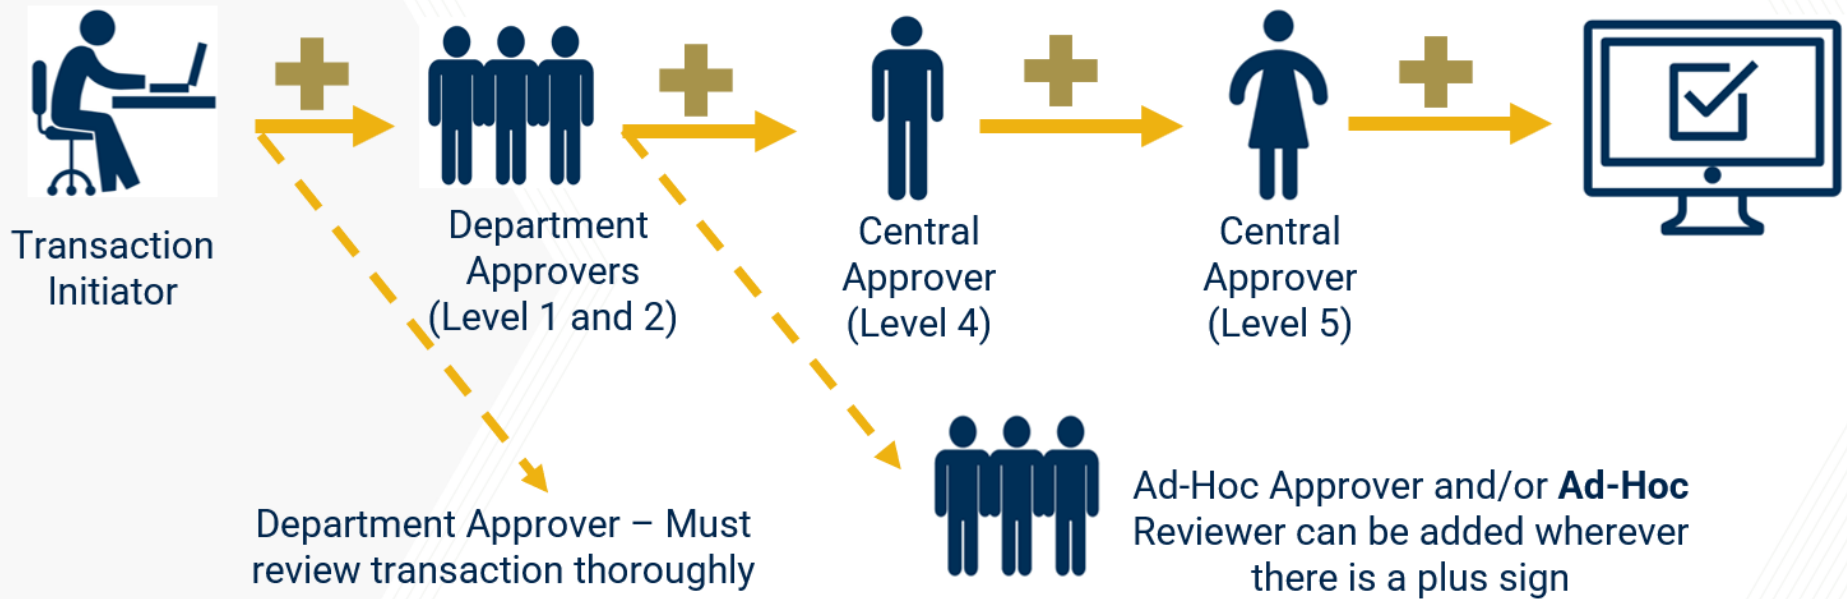 Transaction
Initiator
Department
Approvers
(Level 1 and 2)
Central
Approver
(Level 4)
Central
Approver
(Level 5)
Department Approver – Must
review transaction thoroughly
Ad-Hoc Approver and/or Ad-Hoc
Reviewer can be added wherever
there is a plus sign